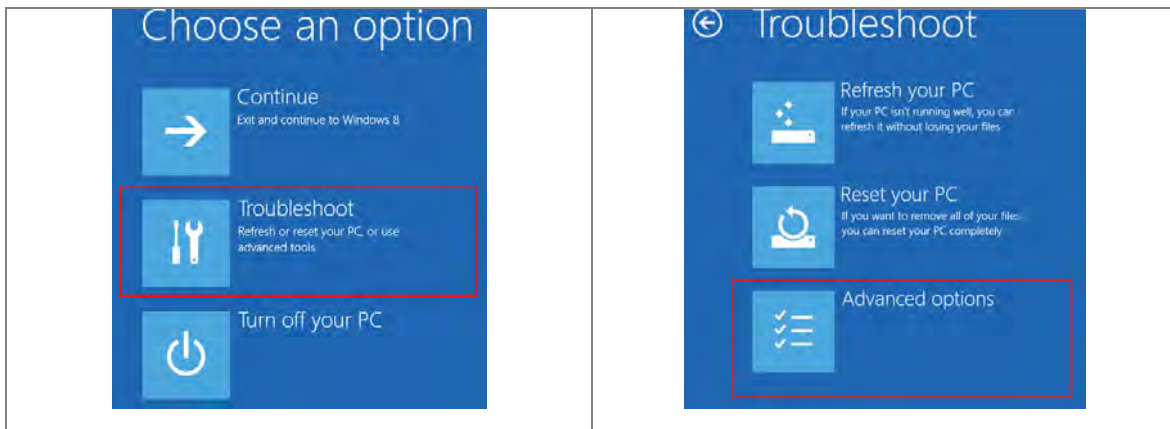 Choose an option
Continue
Exit and continue to Windows 8
Troubleshoot
Refresh or reset your PC, or use
advanced tools
Turn off your PC
Troubleshoot
Refresh your PC
If your PC isn't running well, you can
refresh it without losing your files
Reset your PC
If you want to remove all of your files,
you can reset your PC completely
Advanced options